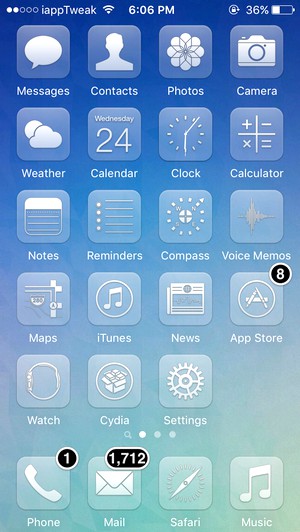 iappTweak 6:06 PM 36%
Messages Contacts Photos Camera
Wednesday
24
Weather Calendar Clock Calculator
W N
Notes Reminders Compass Voice Memos
8
280
Maps iTunes News App Store
Watch Cydia Settings
1 1,712
Phone Mail Safari Music